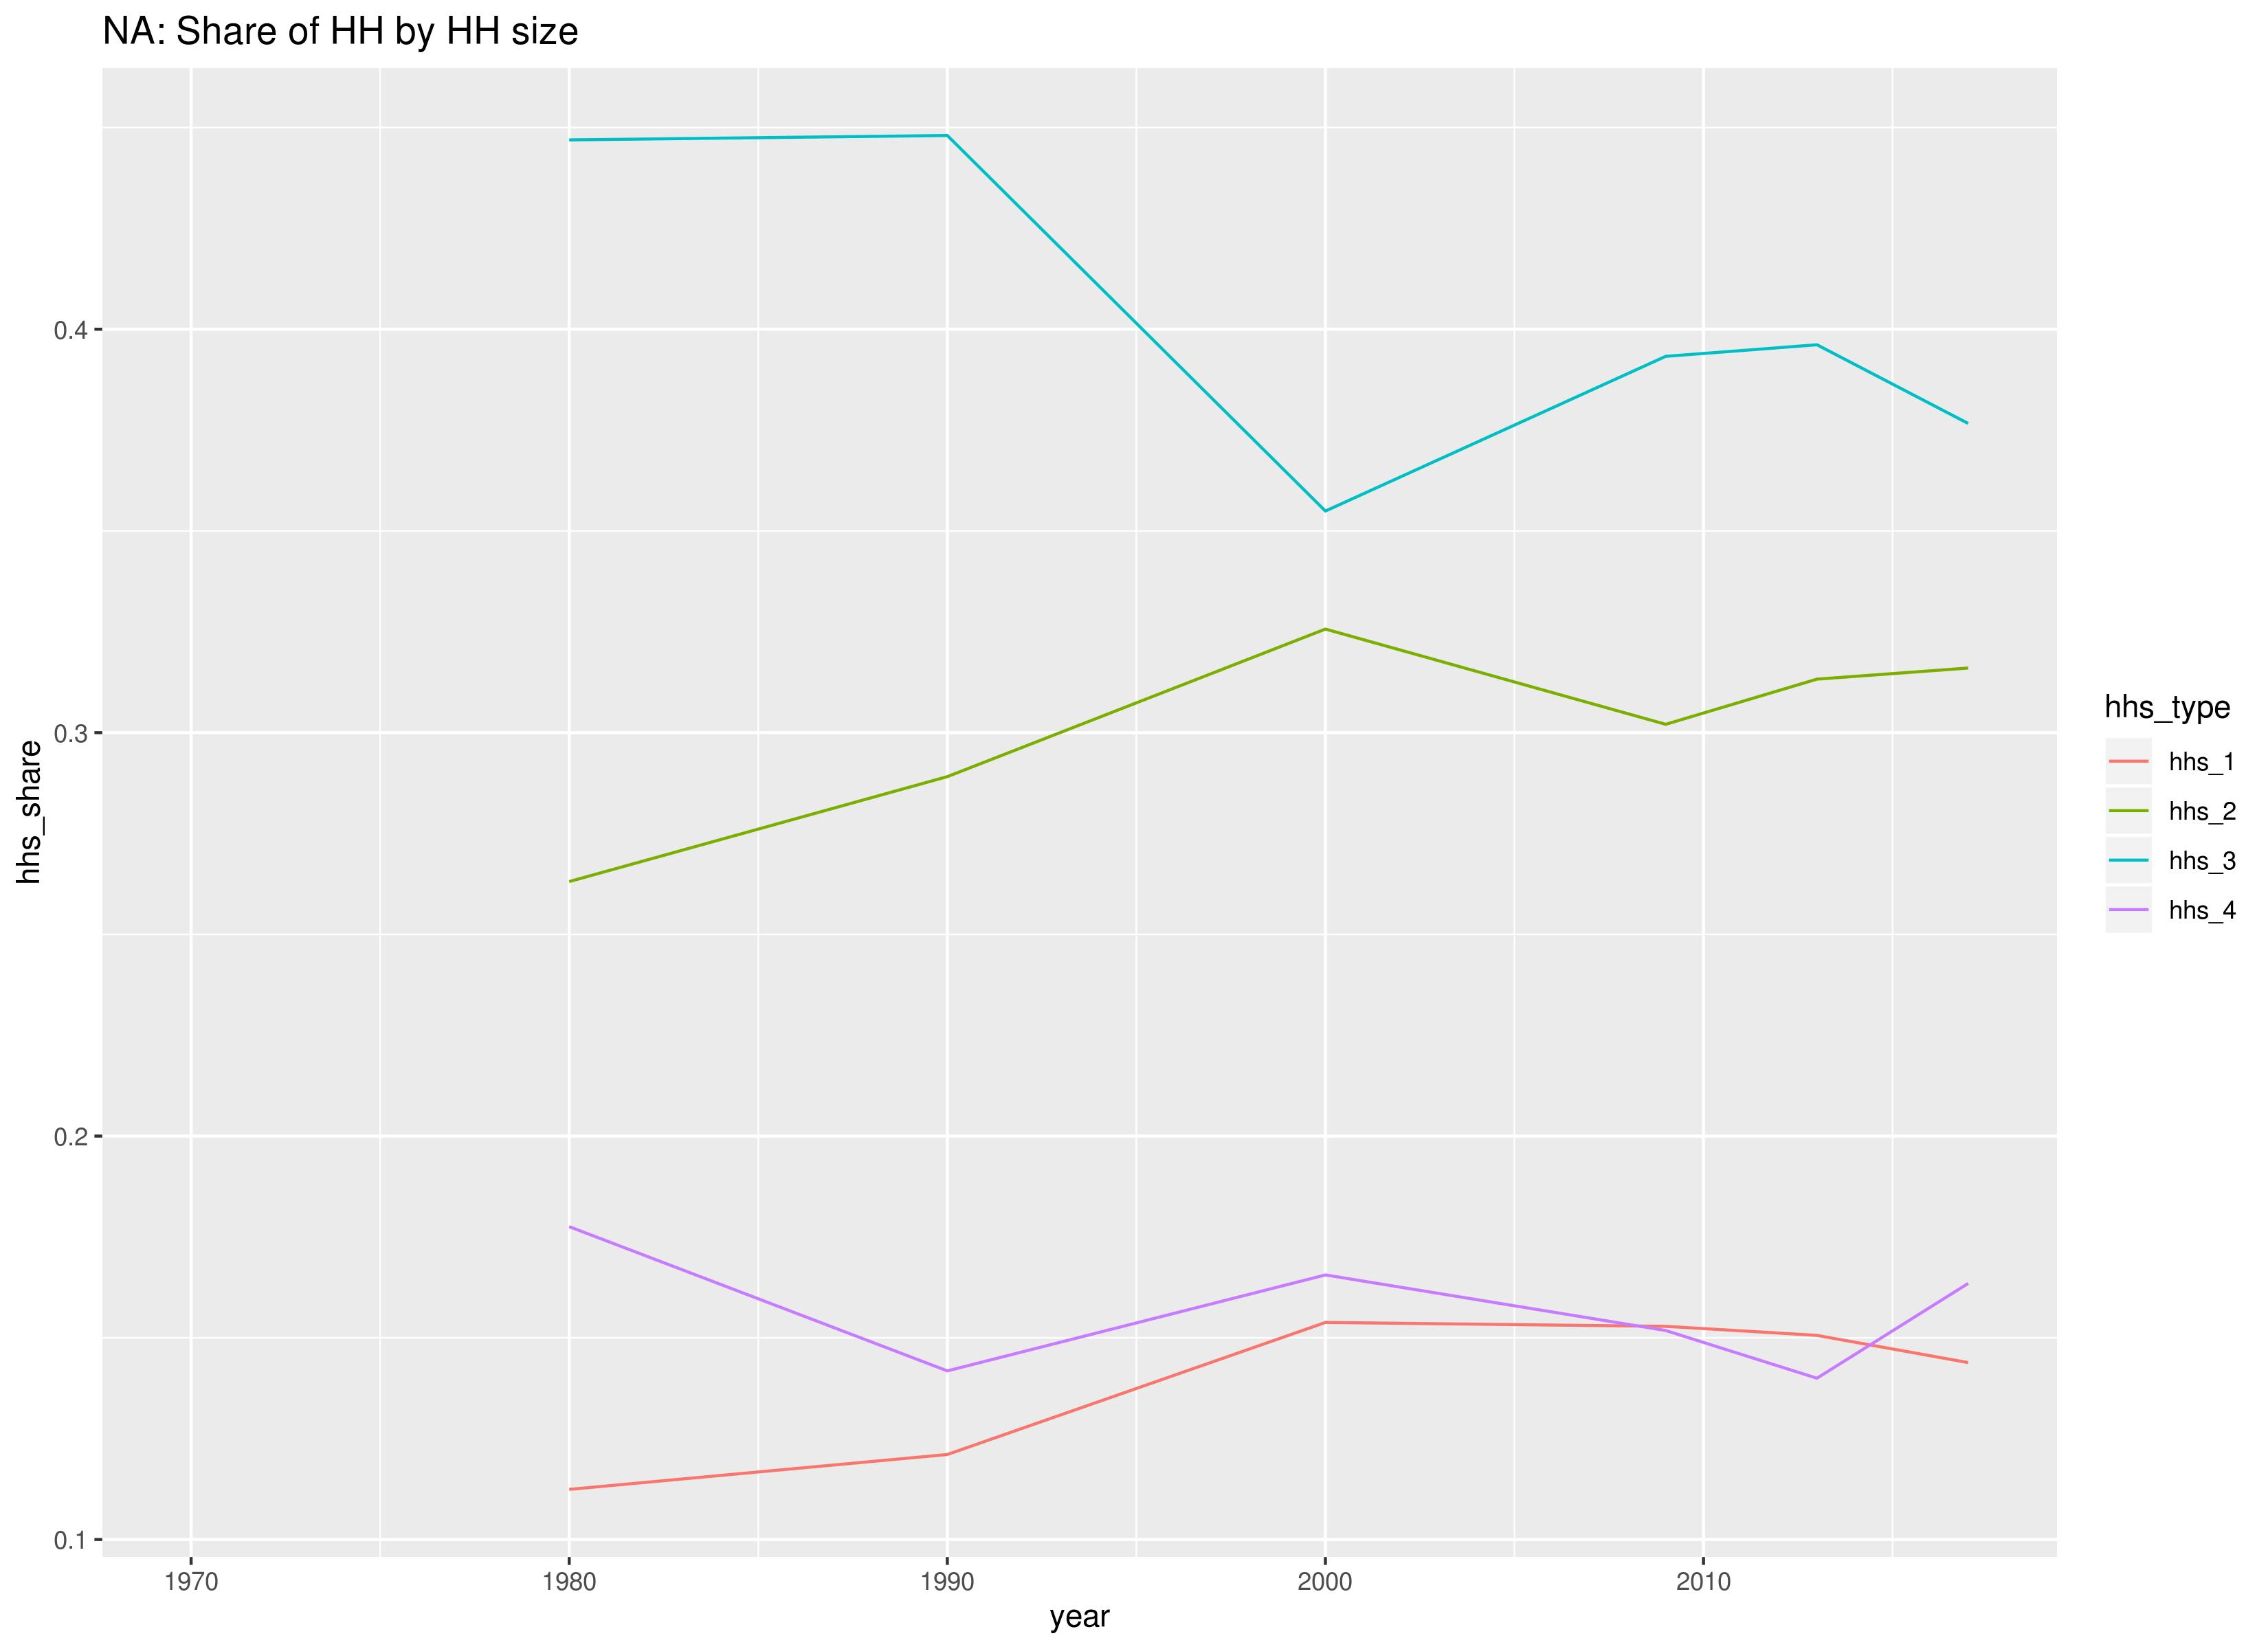 NA: Share of HH by HH size
0.4
0.3
0.2
0.1
hhs_share
1970 1980 1990 2000 2010
year
hhs_type
hhs_1
hhs_2
hhs_3
hhs_4